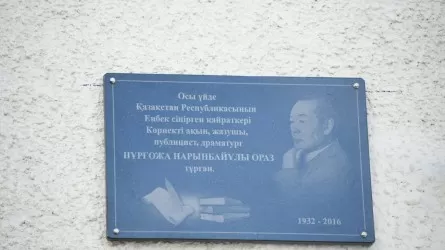 Осы үйде
Қазақстан Республикасының
Еңбек сіңірген қайраткері
Көрнекті ақын, жазушы,
публицист, драматург
НҰРҒОЖА НАРЫНБАЙҰЛЫ ОРАЗ
тұрған.
1932 - 2016